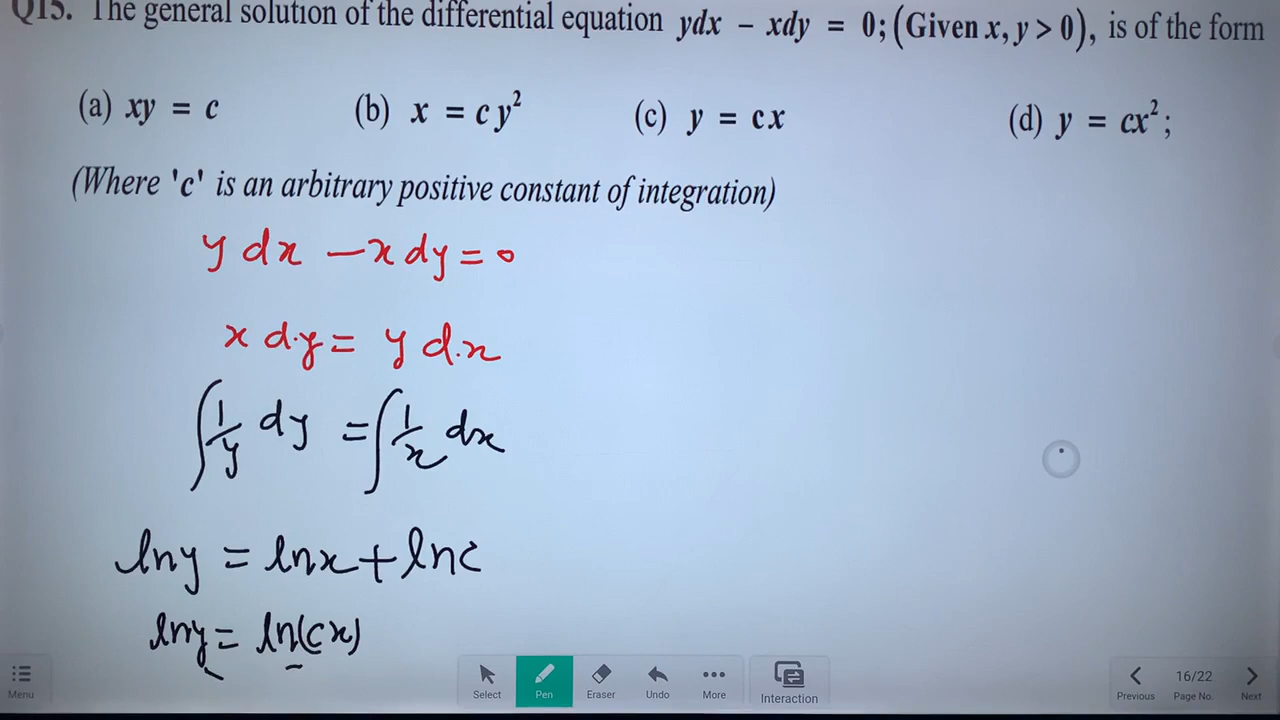 Q15. The general solution of the differential equation ydx − xdy = 0; (Given x, y > 0), is of the form
(a) xy = c (b) x = cy² (c) y = cx (d) y = cx²;
(Where 'c' is an arbitrary positive constant of integration)
y dx − x dy = 0
x d.y = y d.x
∫ 1/y dy = ∫ 1/x dx
ln y = ln x + ln c
ln y = ln(cx)
Menu Select Pen Eraser Undo More Interaction Previous 16/22 Page No. Next